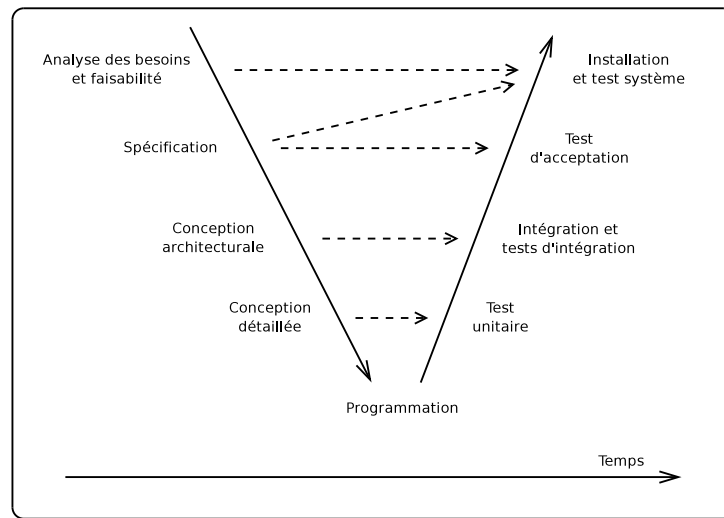 Analyse des besoins
et faisabilité
Installation
et test système
Spécification
Test
d'acceptation
Conception
architecturale
Intégration et
tests d'intégration
Conception
détaillée
Test
unitaire
Programmation
Temps